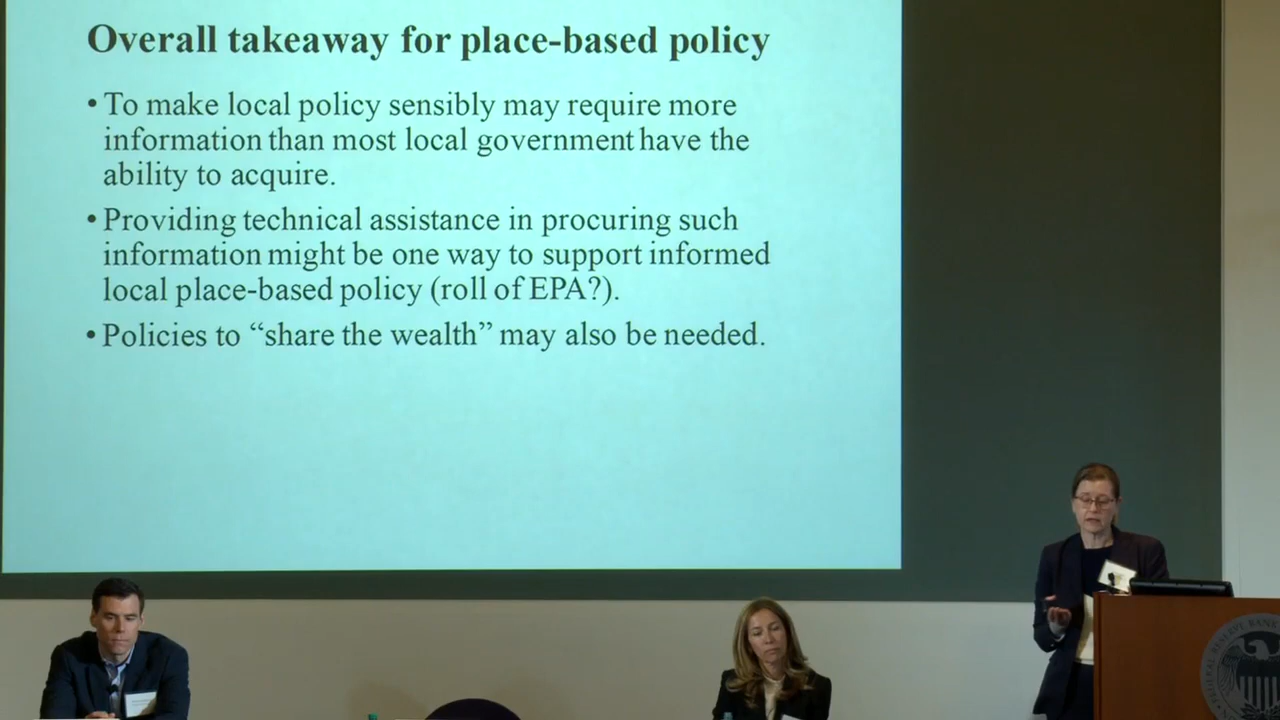 Overall takeaway for place-based policy
• To make local policy sensibly may require more
information than most local government have the
ability to acquire.
• Providing technical assistance in procuring such
information might be one way to support informed
local place-based policy (roll of EPA?).
• Policies to “share the wealth” may also be needed.
RESERVE BANK